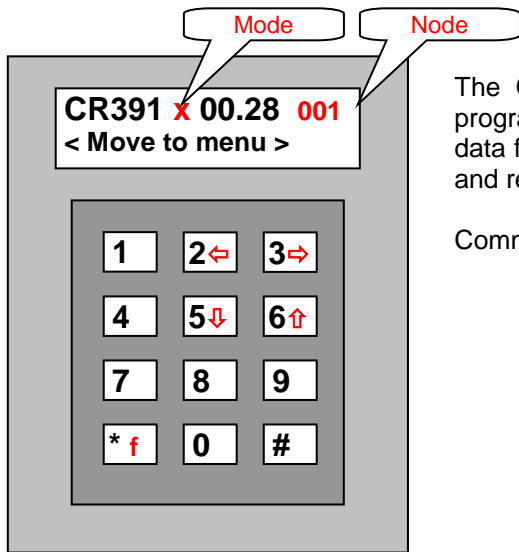 Mode Node
CR391 x 00.28 001
< Move to menu >
The
progra
data f
and re
Comm
1 2⇦ 3⇨
4 5⇩ 6⇧
7 8 9
* f 0 #